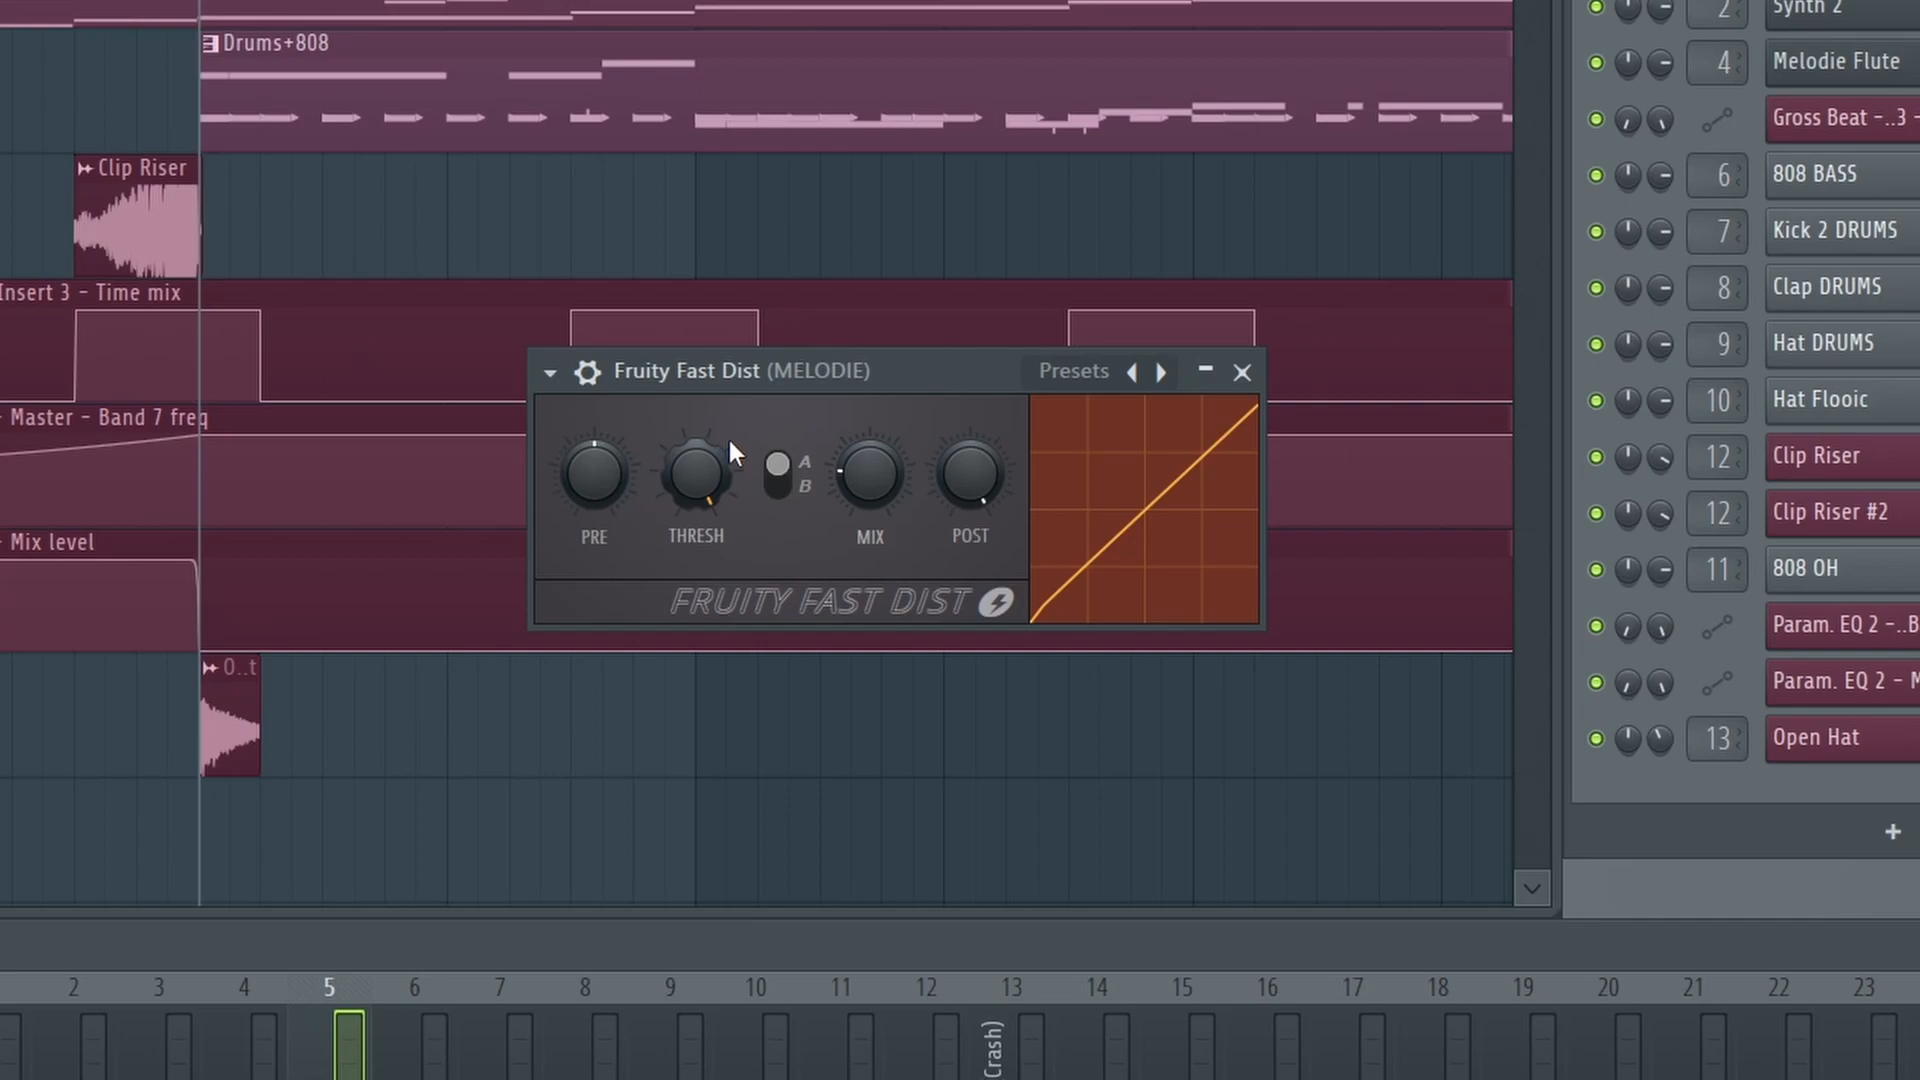 Drums+808
Clip Riser
Insert 3 - Time mix
- Master - Band 7 freq
- Mix level
O..t
Fruity Fast Dist (MELODIE)
Presets
A
B
PRE
THRESH
MIX
POST
FRUITY FAST DIST
2 Synth 2
4 Melodie Flute
Gross Beat -..3 -
6 808 BASS
7 Kick 2 DRUMS
8 Clap DRUMS
9 Hat DRUMS
10 Hat Flooic
12 Clip Riser
12 Clip Riser #2
11 808 OH
Param. EQ 2 -..B
Param. EQ 2 - M
13 Open Hat
2 3 4 5 6 7 8 9 10 11 12 13 14 15 16 17 18 19 20 21 22 23
Crash)